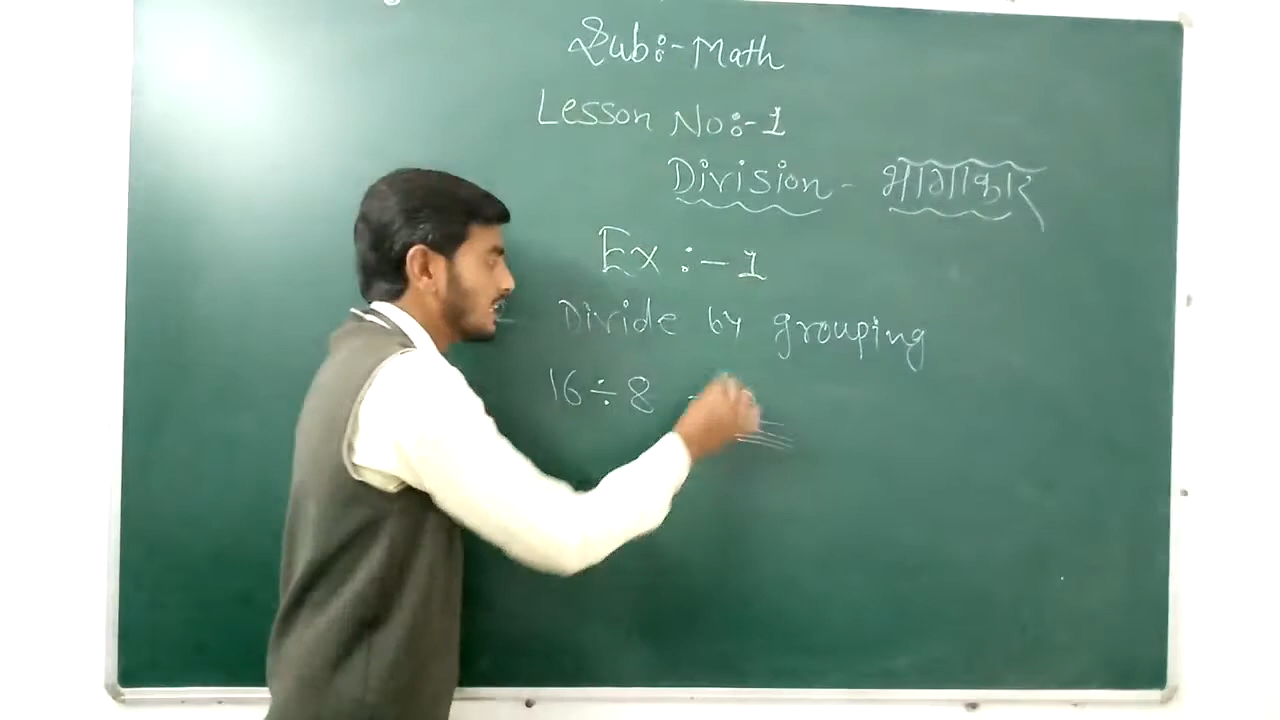 Sub:- Math
Lesson No:-1
Division - भागाकार
Ex :- 1
Divide by grouping
16÷8